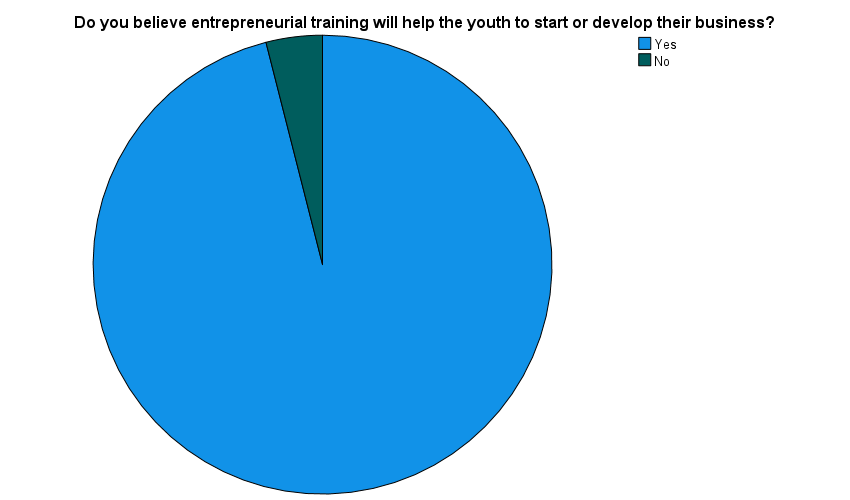 Do you believe entrepreneurial training will help the youth to start or develop their business?
Yes
No